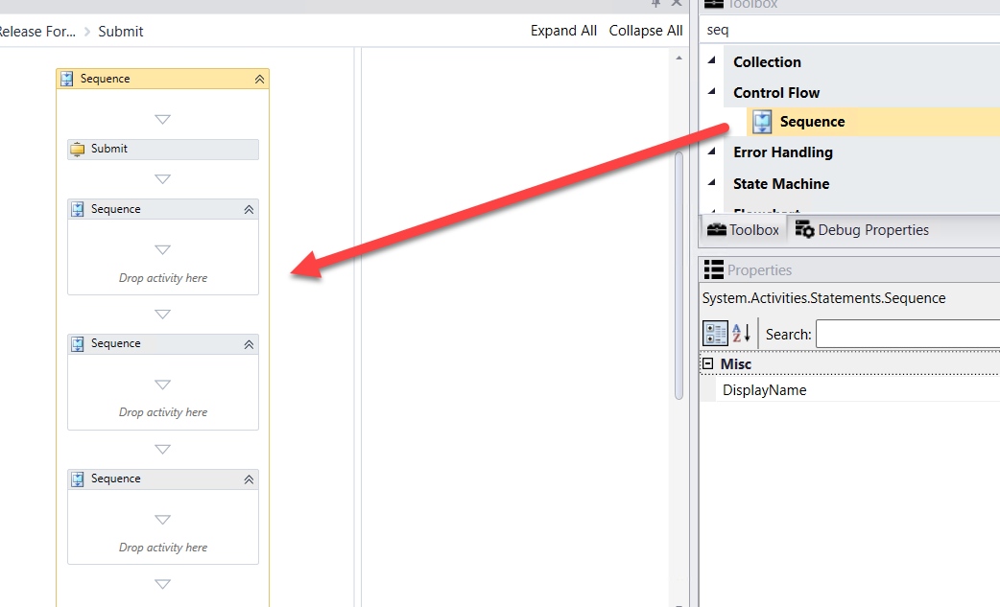 Toolbox
Release For... > Submit
Expand All Collapse All
seq
Collection
Control Flow
Sequence
Error Handling
State Machine
Flowchart
Toolbox
Debug Properties
Properties
System.Activities.Statements.Sequence
Search:
Misc
DisplayName
Sequence
Submit
Sequence
Drop activity here
Sequence
Drop activity here
Sequence
Drop activity here